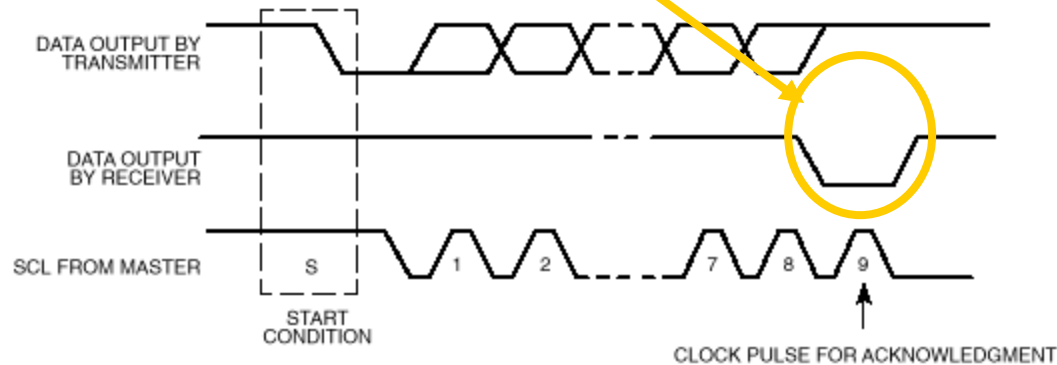 DATA OUTPUT BY
TRANSMITTER
DATA OUTPUT
BY RECEIVER
SCL FROM MASTER
S
1
2
7
8
9
START
CONDITION
CLOCK PULSE FOR ACKNOWLEDGMENT